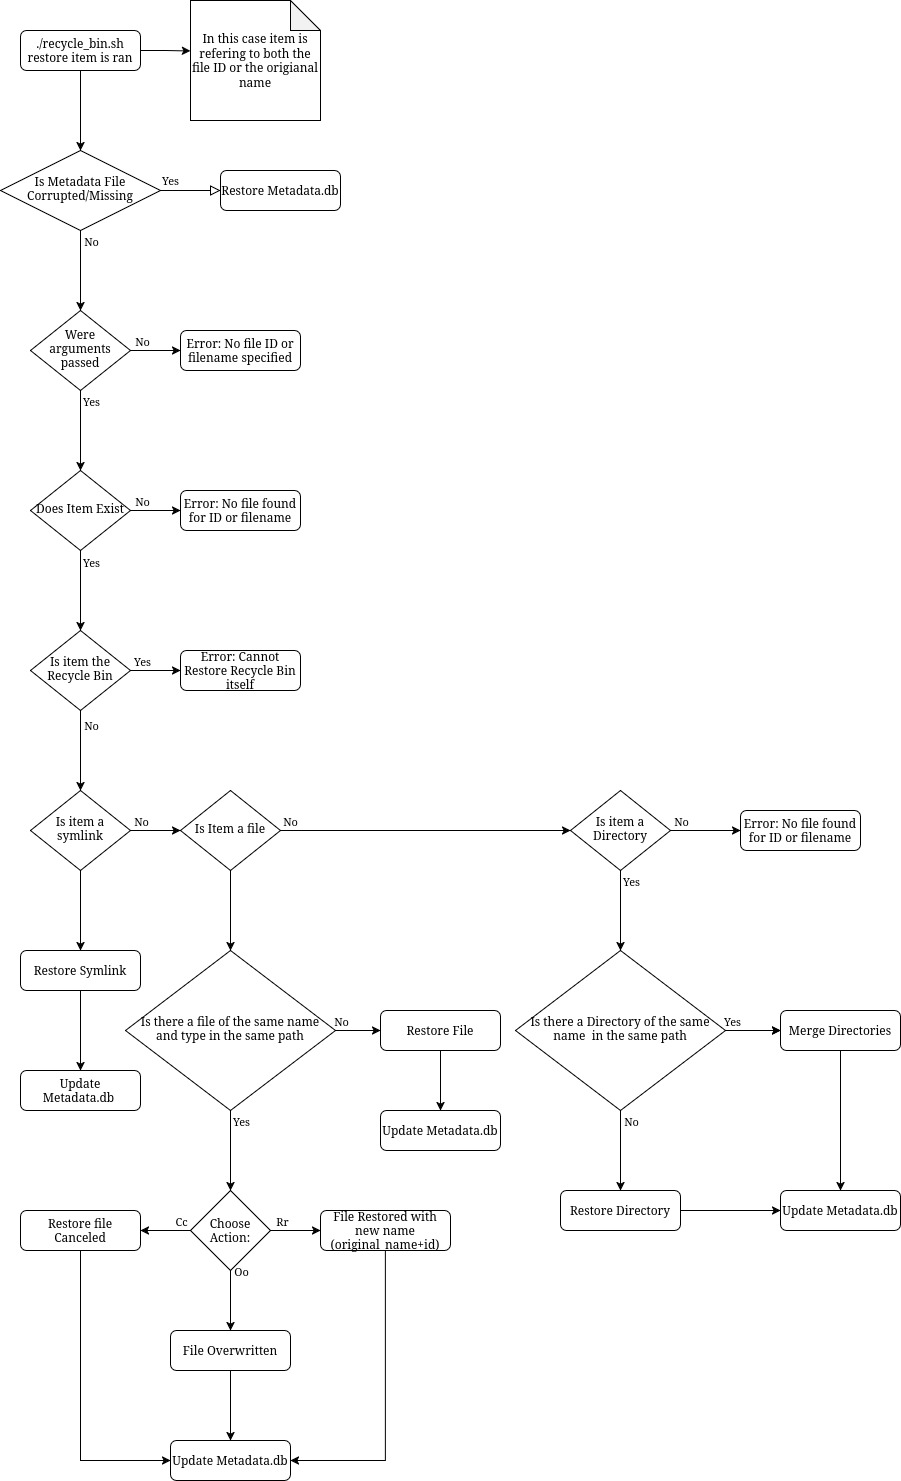 ./recycle_bin.sh
restore item is ran
In this case item is
refering to both the
file ID or the origianal
name
Is Metadata File
Corrupted/Missing
Yes
Restore Metadata.db
No
Were
arguments
passed
No
Error: No file ID or
filename specified
Yes
Does Item Exist
No
Error: No file found
for ID or filename
Yes
Is item the
Recycle Bin
Yes
Error: Cannot
Restore Recycle Bin
itself
No
Is item a
symlink
No
Is Item a file
No
Is item a
Directory
No
Error: No file found
for ID or filename
Yes
Restore Symlink
Is there a file of the same name
and type in the same path
No
Restore File
Is there a Directory of the same
name in the same path
Yes
Merge Directories
Update
Metadata.db
Yes
Update Metadata.db
No
Choose
Action:
Cc
Restore file
Canceled
Rr
File Restored with
new name
(original_name+id)
Restore Directory
Update Metadata.db
Oo
File Overwritten
Update Metadata.db